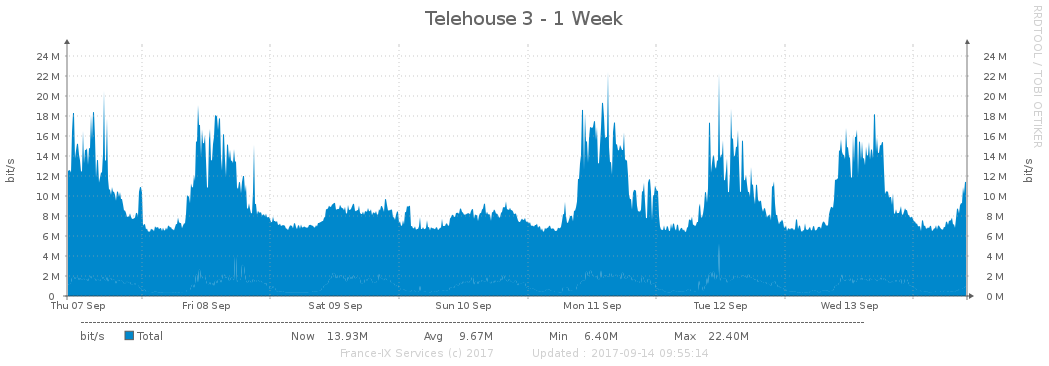 Telehouse 3 - 1 Week
RRDTOOL / TOBI OETIKER
bit/s
24 M
22 M
20 M
18 M
16 M
14 M
12 M
10 M
8 M
6 M
4 M
2 M
0
24 M
22 M
20 M
18 M
16 M
14 M
12 M
10 M
8 M
6 M
4 M
2 M
0 M
bit/s
Thu 07 Sep Fri 08 Sep Sat 09 Sep Sun 10 Sep Mon 11 Sep Tue 12 Sep Wed 13 Sep
bit/s Total Now 13.93M Avg 9.67M Min 6.40M Max 22.40M
France-IX Services (c) 2017 Updated : 2017-09-14 09:55:14